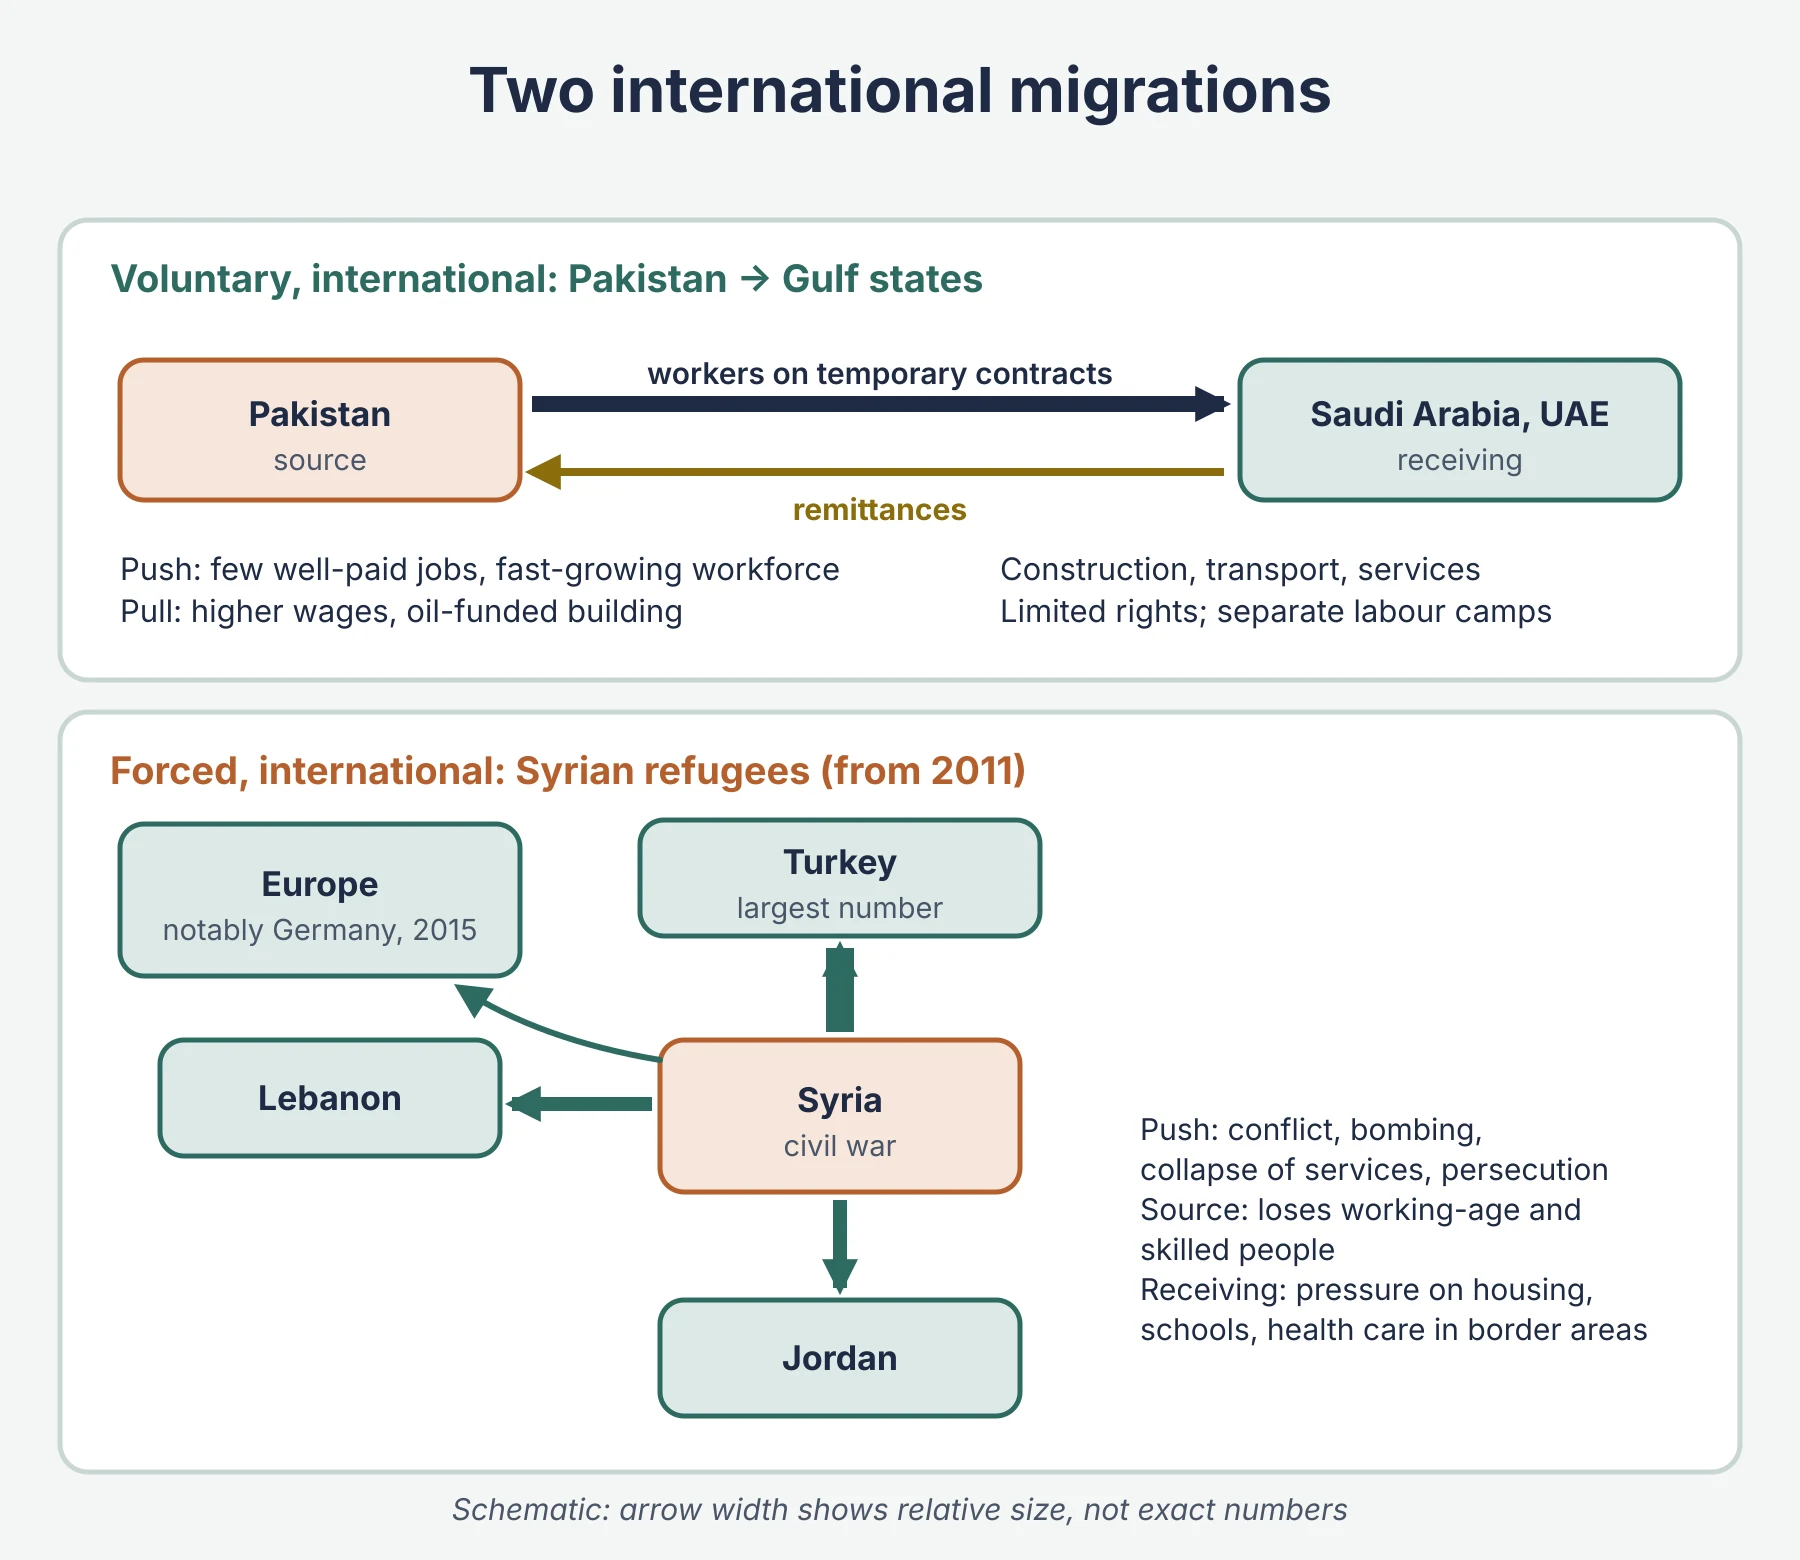 Two international migrations
Voluntary, international: Pakistan → Gulf states
workers on temporary contracts
Pakistan
source
Saudi Arabia, UAE
receiving
remittances
Push: few well-paid jobs, fast-growing workforce
Pull: higher wages, oil-funded building
Construction, transport, services
Limited rights; separate labour camps
Forced, international: Syrian refugees (from 2011)
Europe
notably Germany, 2015
Turkey
largest number
Lebanon
Syria
civil war
Push: conflict, bombing,
collapse of services, persecution
Source: loses working-age and
skilled people
Receiving: pressure on housing,
schools, health care in border areas
Jordan
Schematic: arrow width shows relative size, not exact numbers